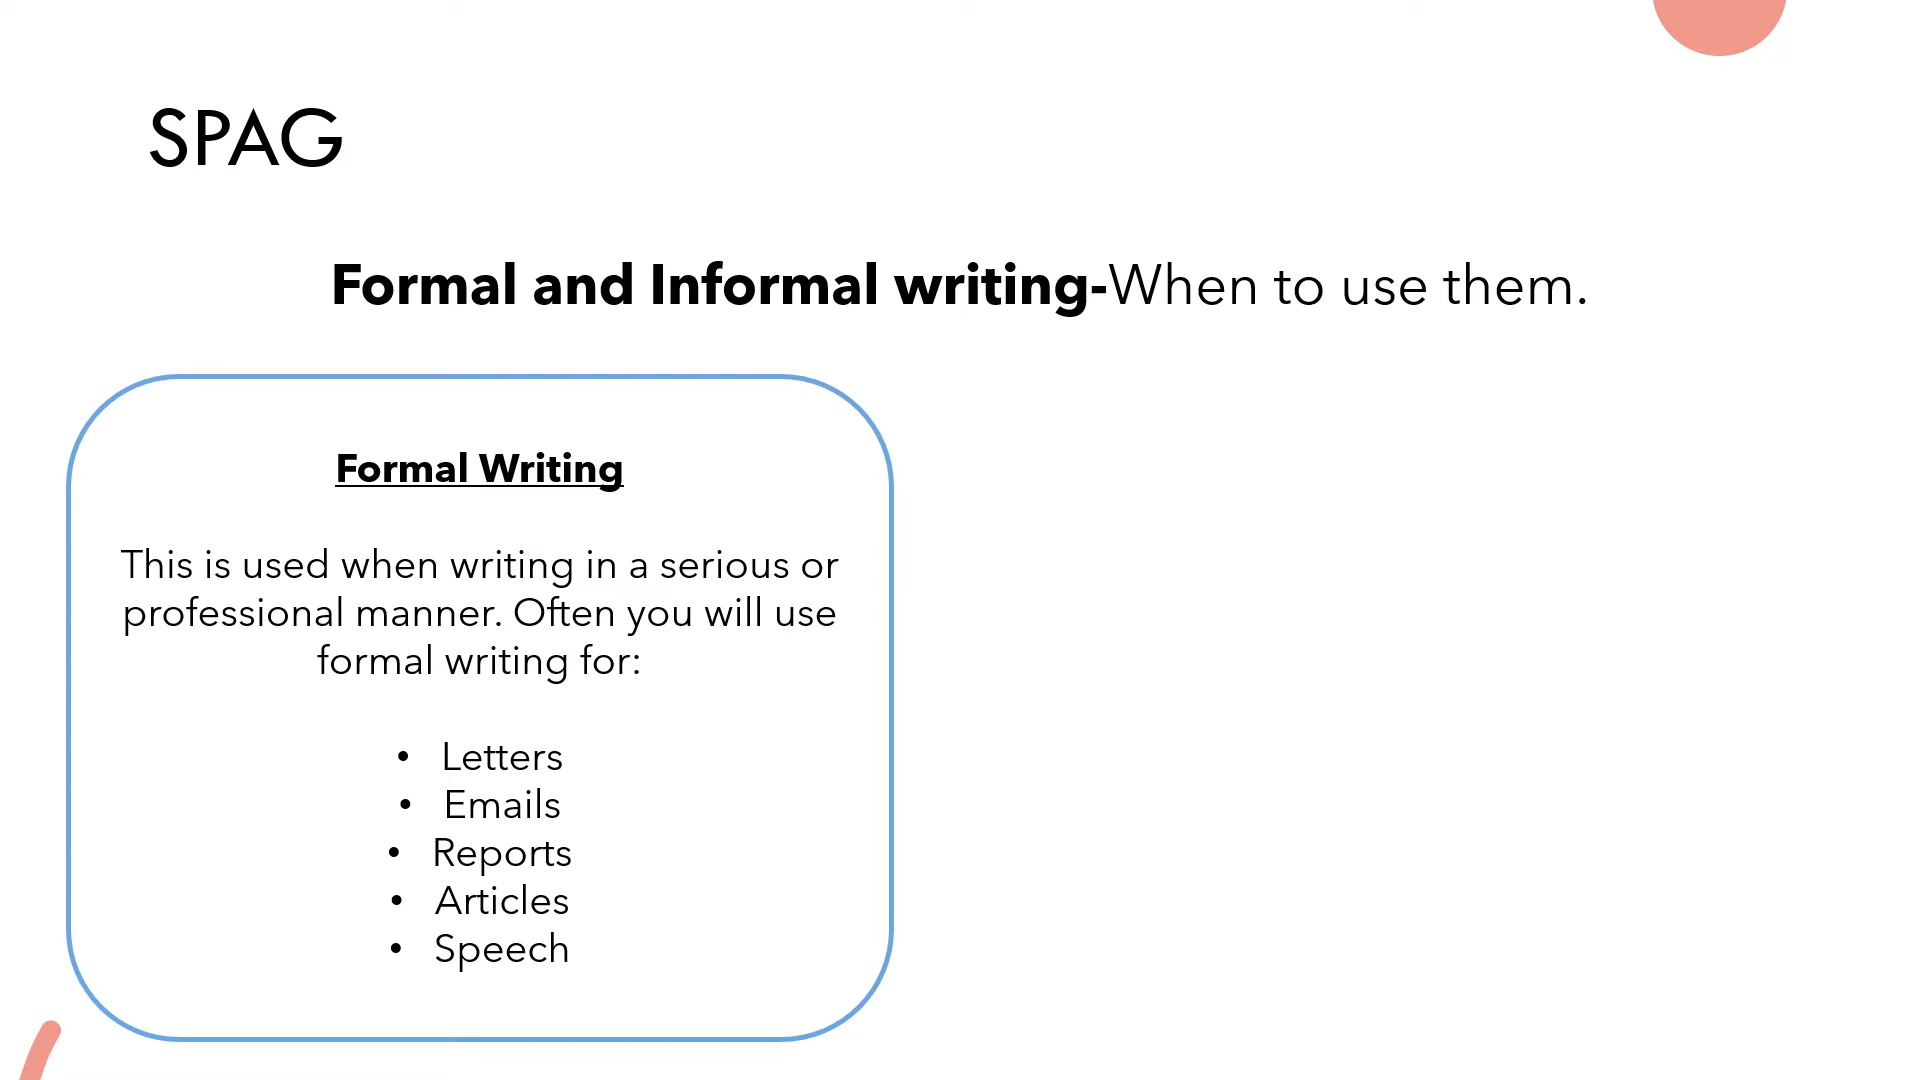 SPAG
Formal and Informal writing-When to use them.
Formal Writing
This is used when writing in a serious or
professional manner. Often you will use
formal writing for:
• Letters
• Emails
• Reports
• Articles
• Speech